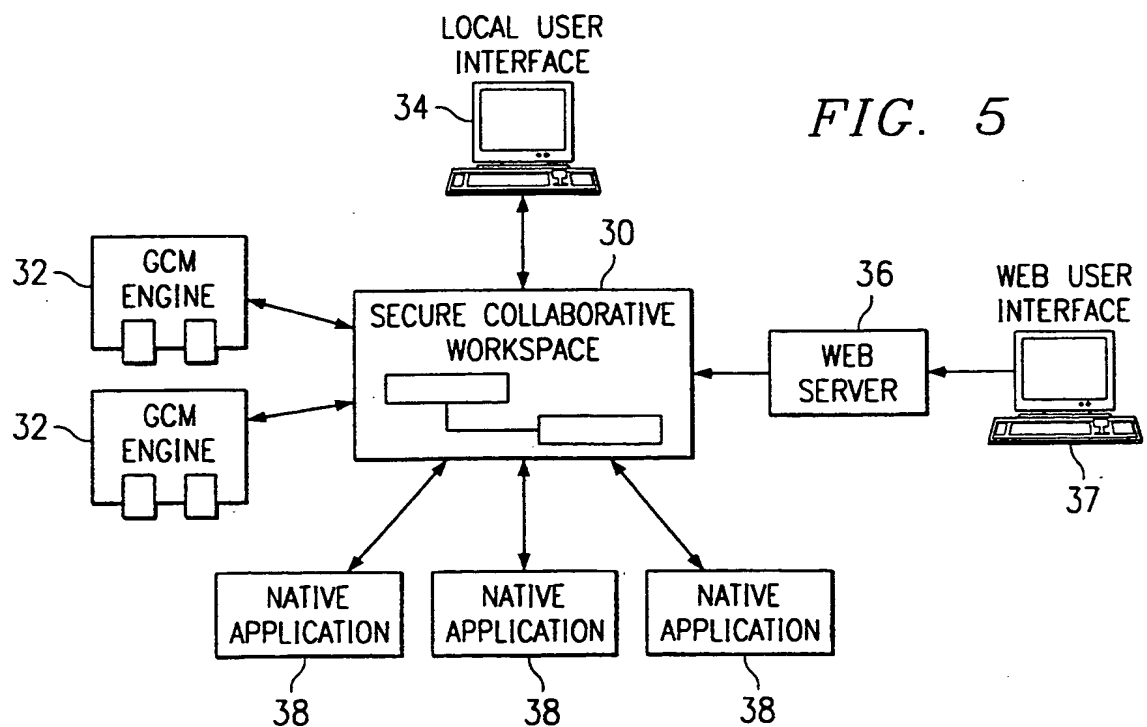 LOCAL USER
INTERFACE
34
FIG. 5
30
32
GCM
ENGINE
SECURE COLLABORATIVE
WORKSPACE
36
WEB
SERVER
WEB USER
INTERFACE
32
GCM
ENGINE
37
NATIVE
APPLICATION
NATIVE
APPLICATION
NATIVE
APPLICATION
38
38
38